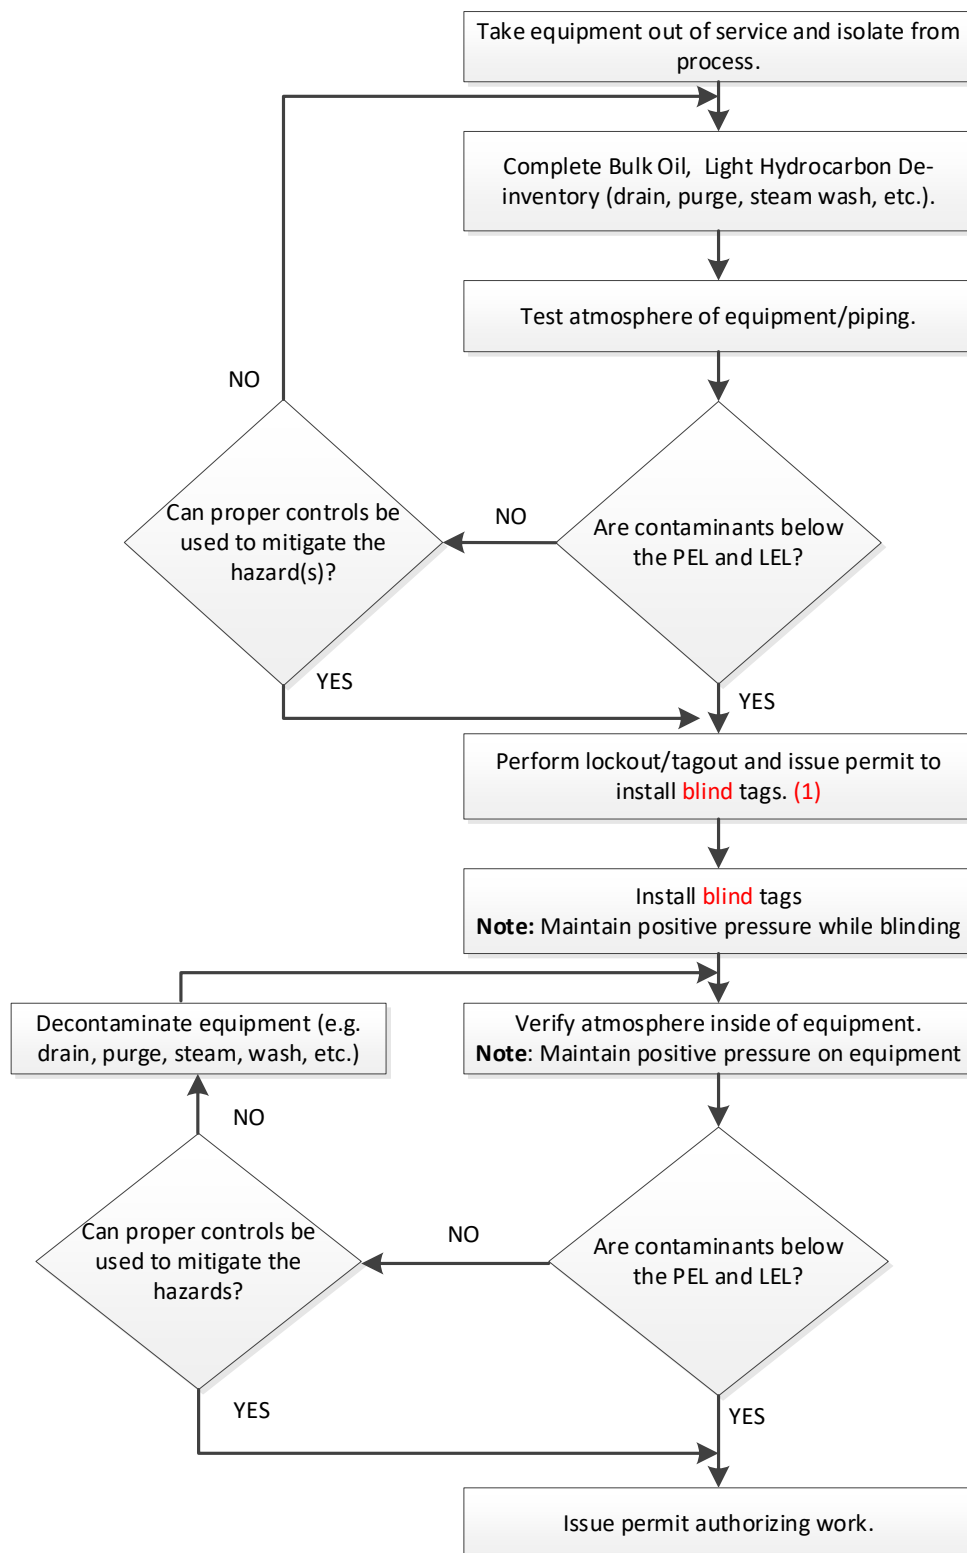 Take equipment out of service and isolate from
process.
Complete Bulk Oil,  Light Hydrocarbon De-
inventory (drain, purge, steam wash, etc.).
Test atmosphere of equipment/piping.
NO
Can proper controls be
used to mitigate the
hazard(s)?
NO
Are contaminants below
the PEL and LEL?
YES
YES
Perform lockout/tagout and issue permit to
install blind tags. (1)
Install blind tags
Note: Maintain positive pressure while blinding
Decontaminate equipment (e.g.
drain, purge, steam, wash, etc.)
Verify atmosphere inside of equipment.
Note: Maintain positive pressure on equipment
NO
Can proper controls be
used to mitigate the
hazards?
NO
Are contaminants below
the PEL and LEL?
YES
YES
Issue permit authorizing work.